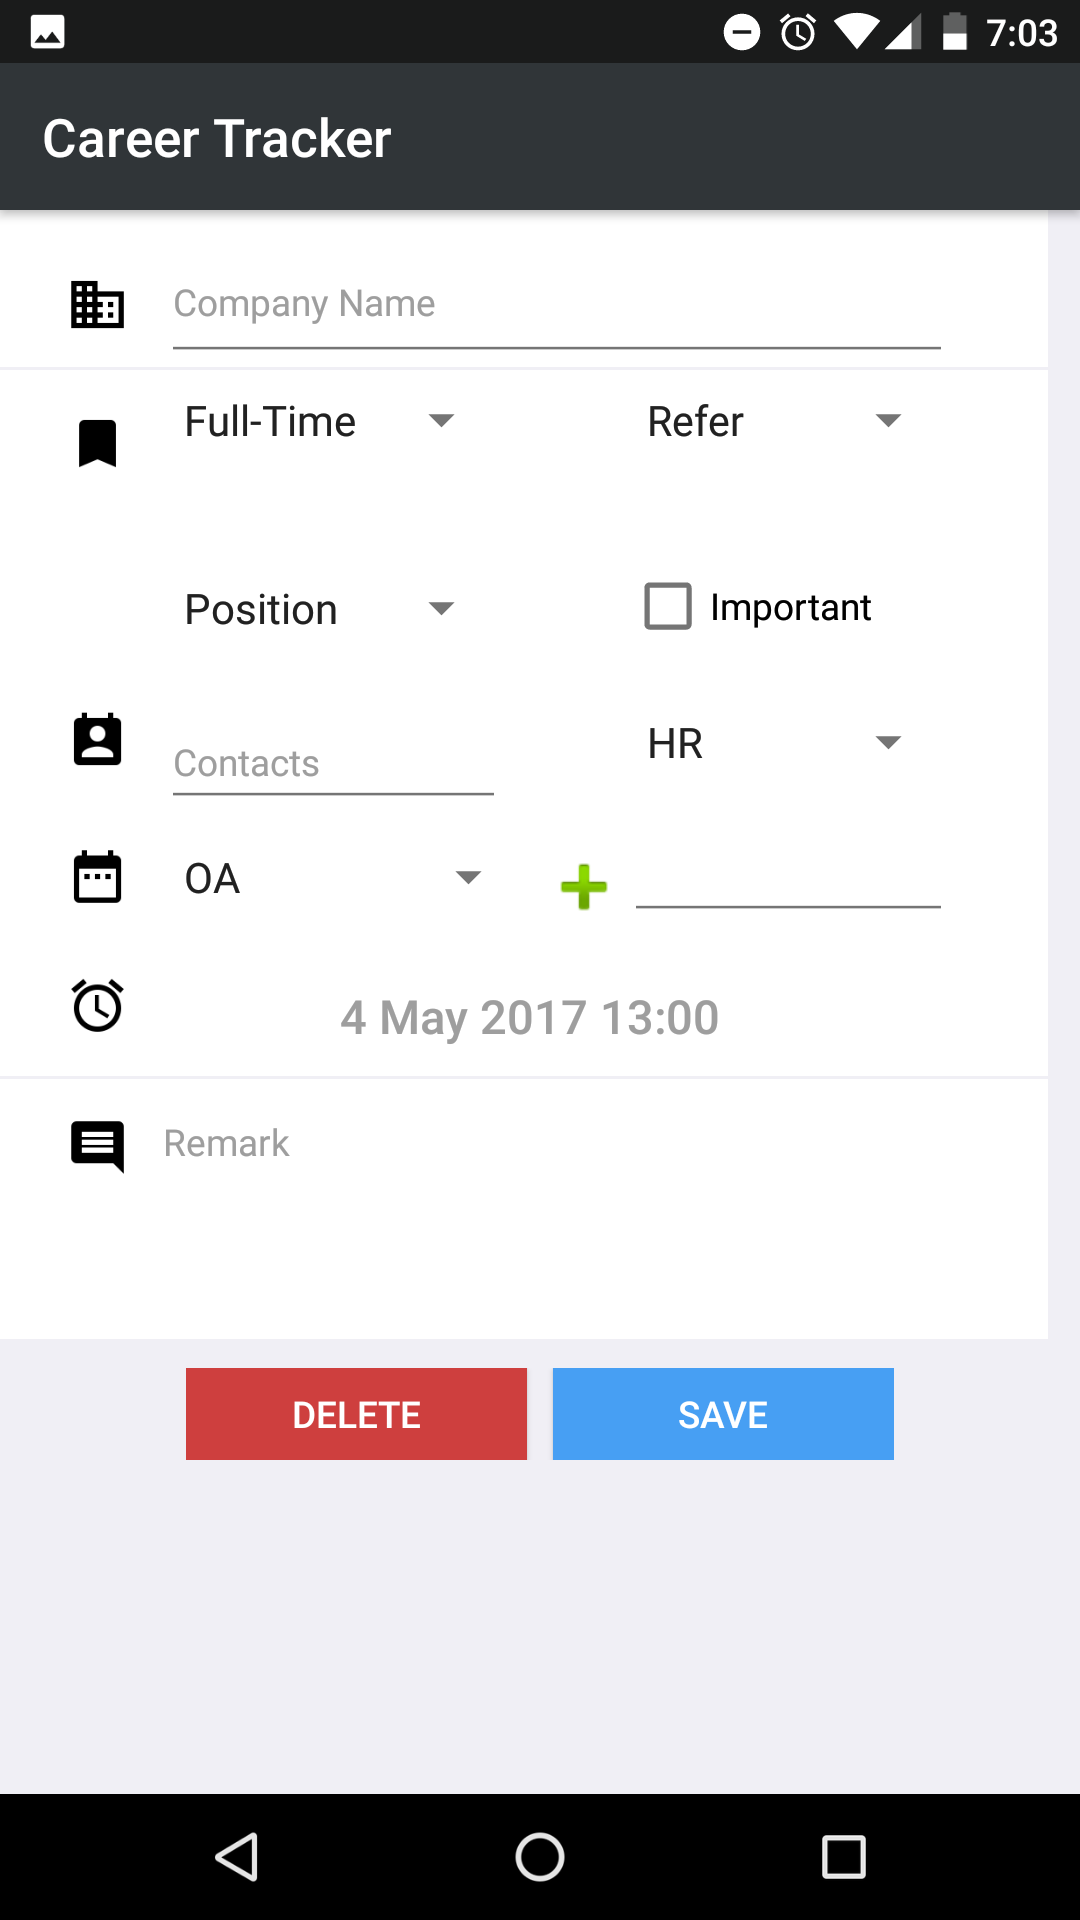 7:03
Career Tracker
Company Name
Full-Time Refer
Position Important
Contacts HR
OA
4 May 2017 13:00
Remark
DELETE SAVE